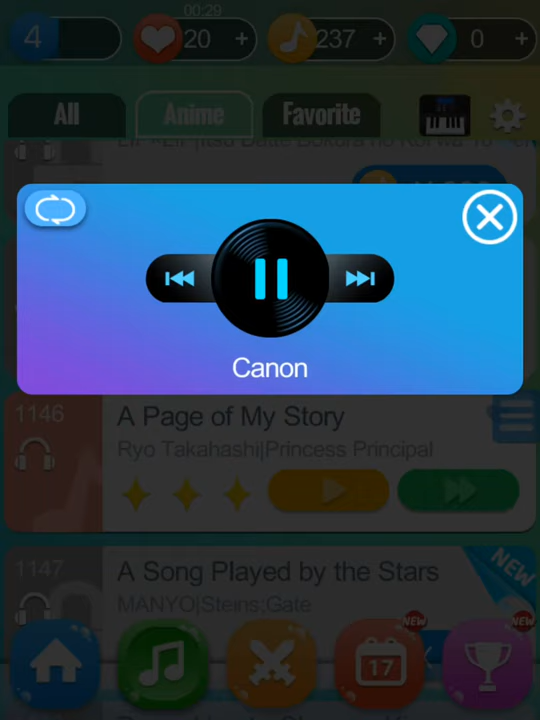 00:29
4
20 +
237 +
0 +
All
Anime
Favorite
Canon
1146
A Page of My Story
Ryo Takahashi|Princess Principal
1147
A Song Played by the Stars
MANYO|Steins;Gate
NEW
NEW
NEW
17